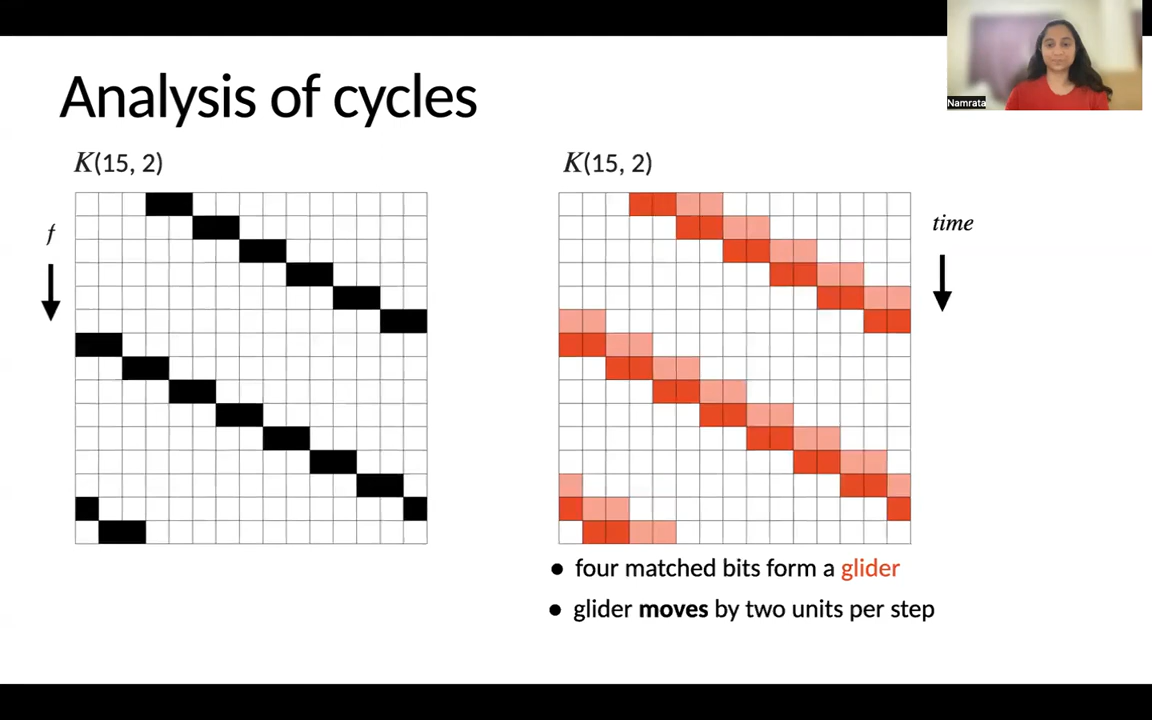 Namrata
Analysis of cycles
K(15, 2)
K(15, 2)
f
time
● four matched bits form a glider
● glider moves by two units per step